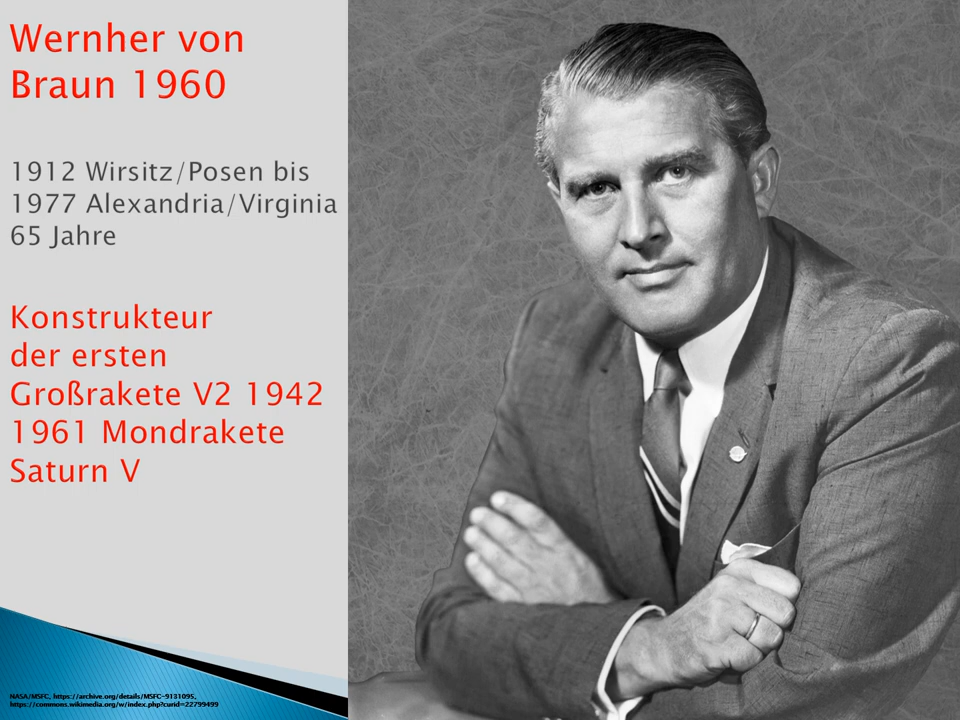 Wernher von
Braun 1960
1912 Wirsitz/Posen bis
1977 Alexandria/Virginia
65 Jahre
Konstrukteur
der ersten
Großrakete V2 1942
1961 Mondrakete
Saturn V
NASA/MSFC, https://archive.org/details/MSFC-9131095,
https://commons.wikimedia.org/w/index.php?curid=22799499